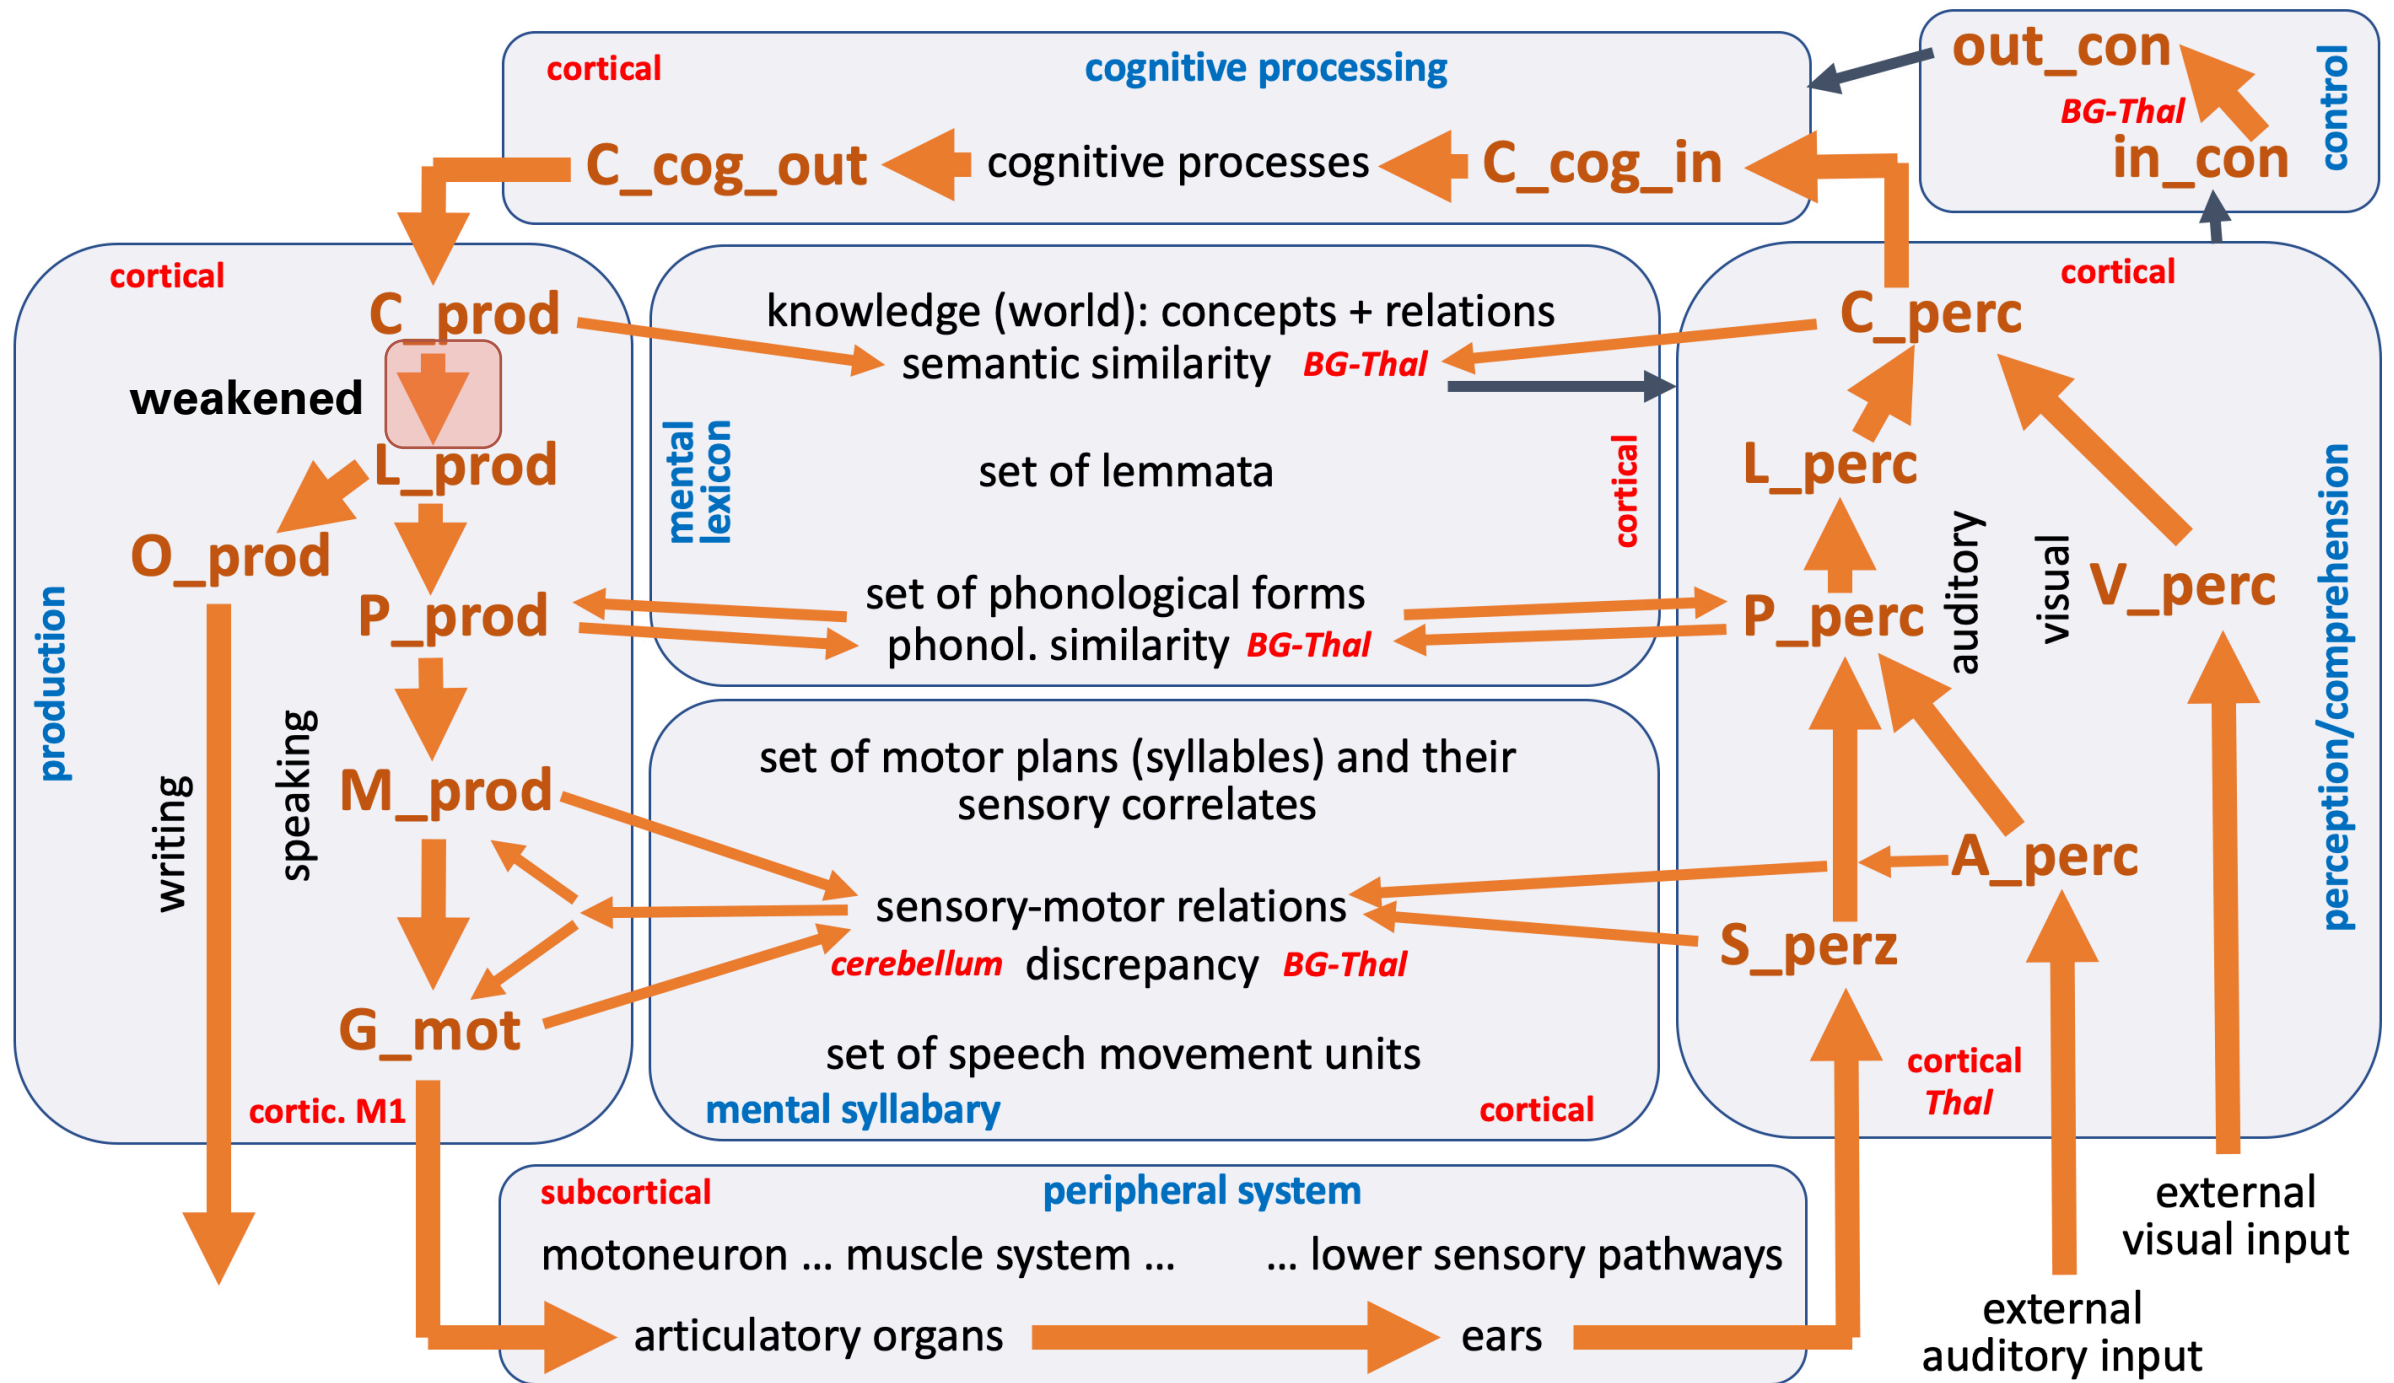 cortical
cognitive processing
out_con
BG-Thal
in_con
control
C_cog_out
cognitive processes
C_cog_in
cortical
C_prod
weakened
L_prod
O_prod
P_prod
M_prod
G_mot
production
writing
speaking
cortic. M1
knowledge (world): concepts + relations
semantic similarity BG-Thal
mental
lexicon
set of lemmata
cortical
set of phonological forms
phonol. similarity BG-Thal
set of motor plans (syllables) and their
sensory correlates
sensory-motor relations
cerebellum discrepancy BG-Thal
set of speech movement units
mental syllabary
cortical
cortical
C_perc
L_perc
P_perc
auditory
visual
V_perc
perception/comprehension
A_perc
S_perz
cortical
Thal
subcortical
peripheral system
motoneuron ... muscle system ...
... lower sensory pathways
articulatory organs
ears
external
visual input
external
auditory input